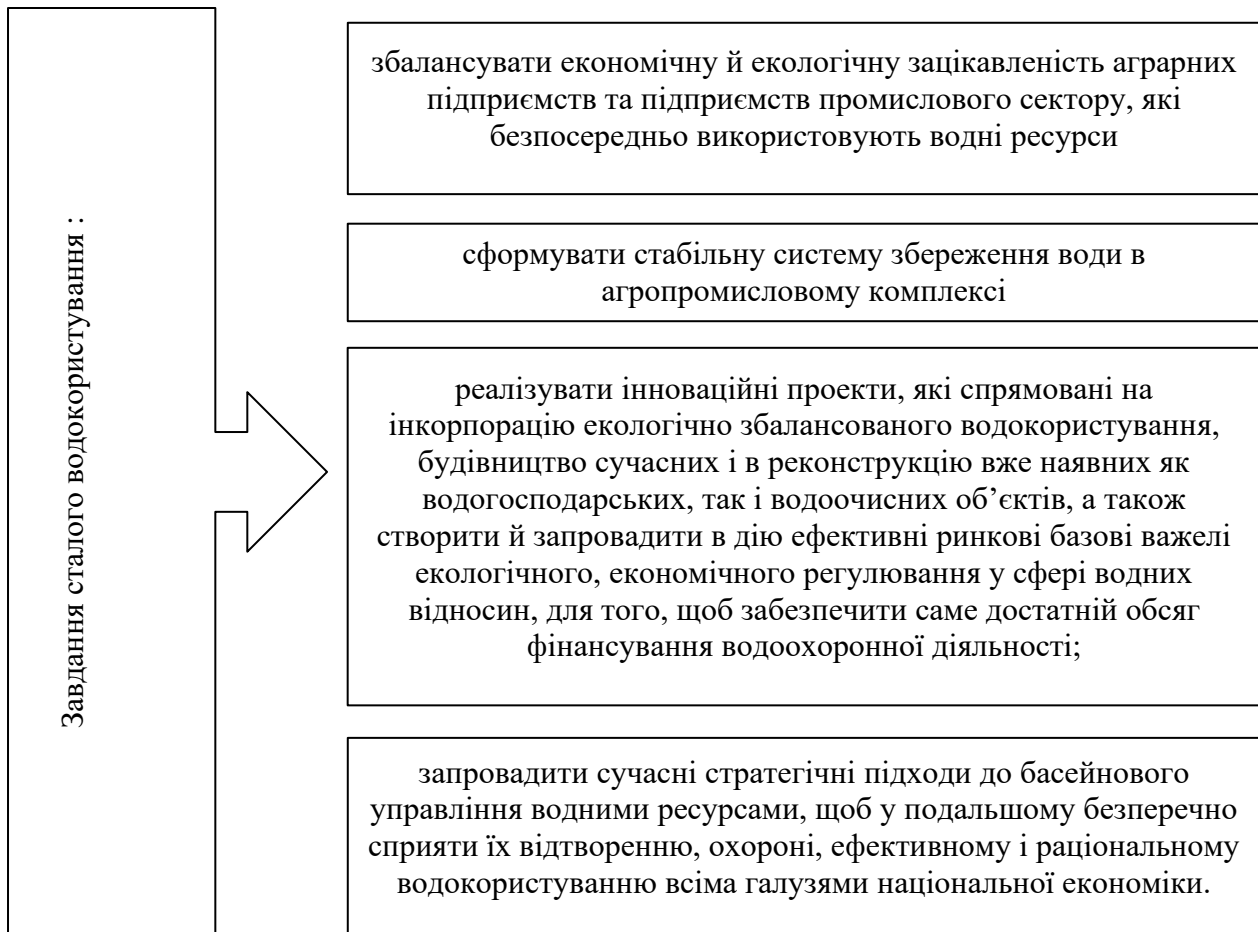 Завдання сталого водокористування :
збалансувати економічну й екологічну зацікавленість аграрних
підприємств та підприємств промислового сектору, які
безпосередньо використовують водні ресурси
сформувати стабільну систему збереження води в
агропромисловому комплексі
реалізувати інноваційні проекти, які спрямовані на
інкорпорацію екологічно збалансованого водокористування,
будівництво сучасних і в реконструкцію вже наявних як
водогосподарських, так і водоочисних об’єктів, а також
створити й запровадити в дію ефективні ринкові базові важелі
екологічного, економічного регулювання у сфері водних
відносин, для того, щоб забезпечити саме достатній обсяг
фінансування водоохоронної діяльності;
запровадити сучасні стратегічні підходи до басейнового
управління водними ресурсами, щоб у подальшому безперечно
сприяти їх відтворенню, охороні, ефективному і раціональному
водокористуванню всіма галузями національної економіки.